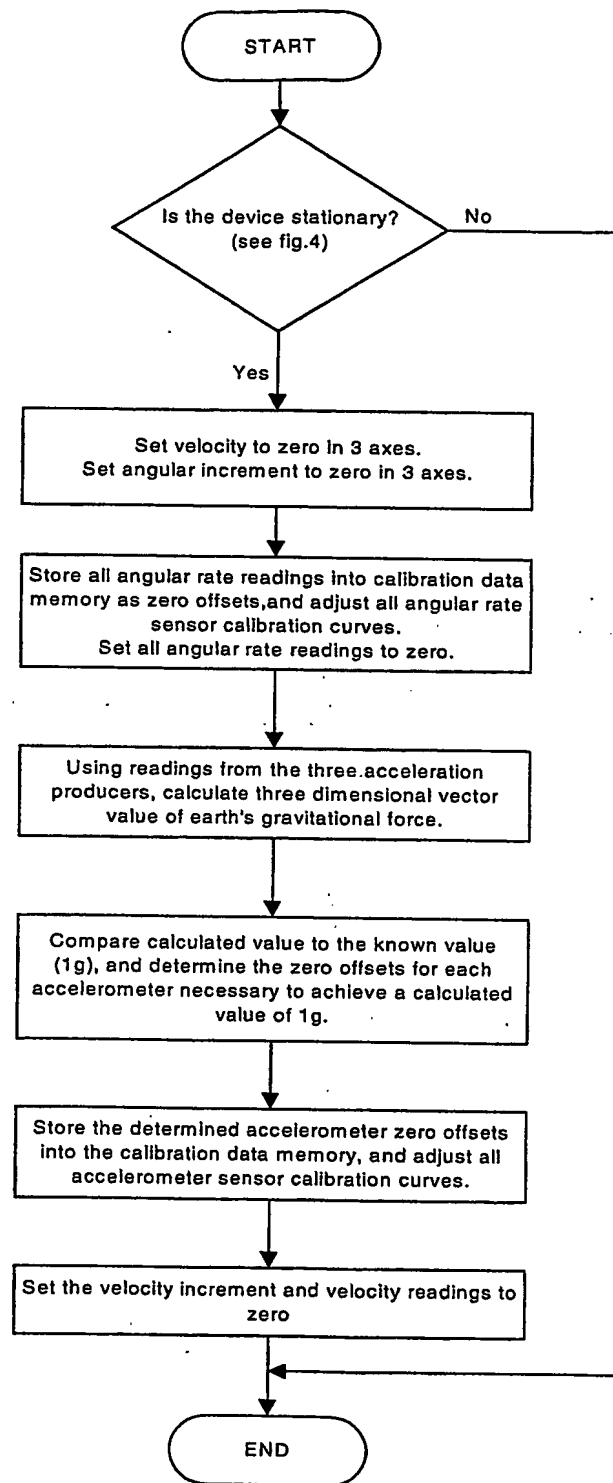 START
Is the device stationary?
(see fig.4)
No
Yes
Set velocity to zero in 3 axes.
Set angular increment to zero in 3 axes.
Store all angular rate readings into calibration data
memory as zero offsets,and adjust all angular rate
sensor calibration curves.
Set all angular rate readings to zero.
Using readings from the three.acceleration
producers, calculate three dimensional vector
value of earth's gravitational force.
Compare calculated value to the known value
(1g), and determine the zero offsets for each
accelerometer necessary to achieve a calculated
value of 1g.
Store the determined accelerometer zero offsets
into the calibration data memory, and adjust all
accelerometer sensor calibration curves.
Set the velocity increment and velocity readings to
zero
END